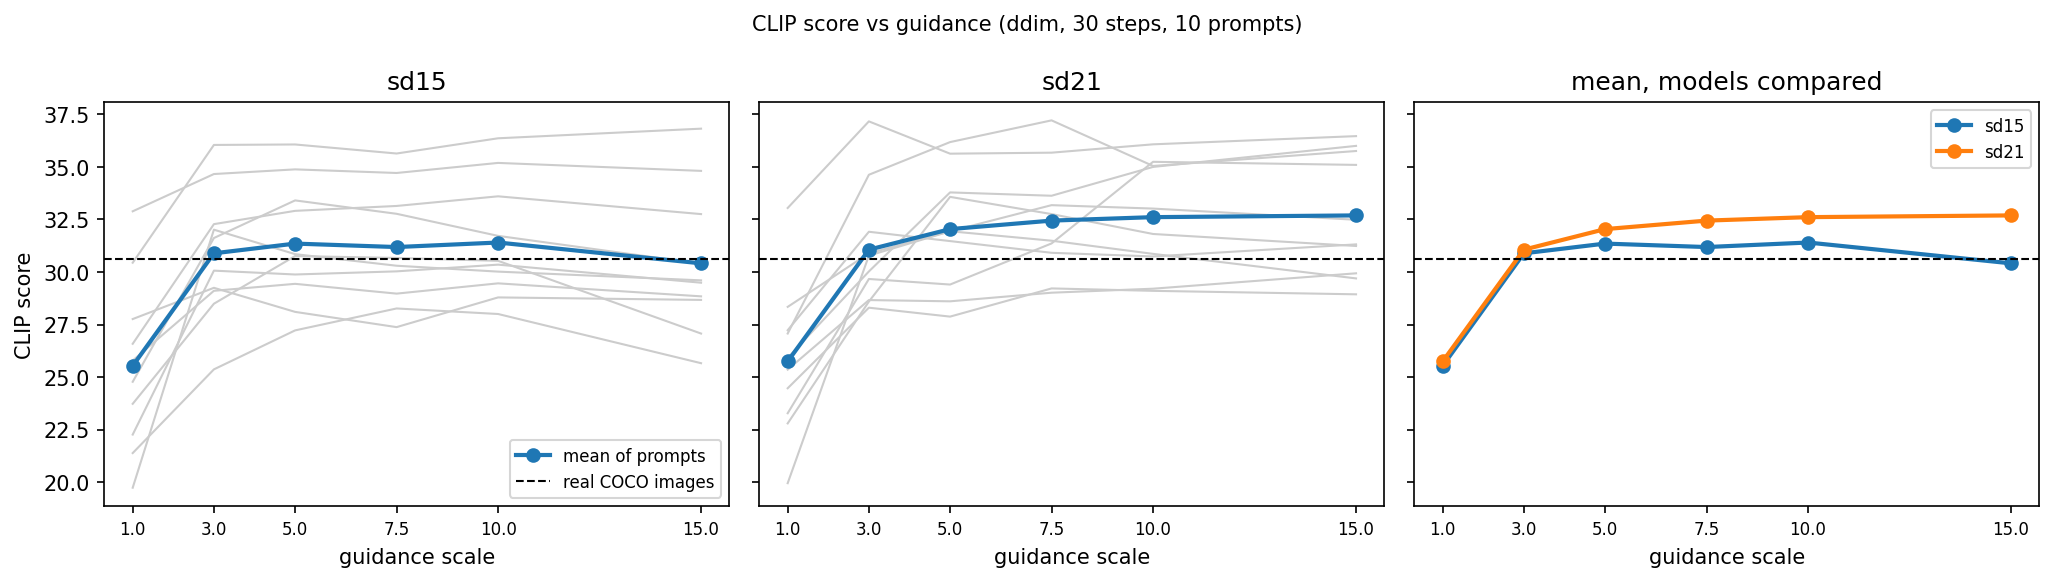 CLIP score vs guidance (ddim, 30 steps, 10 prompts)
sd15
sd21
mean, models compared
CLIP score
37.5
35.0
32.5
30.0
27.5
25.0
22.5
20.0
mean of prompts
real COCO images
sd15
sd21
1.0 3.0 5.0 7.5 10.0 15.0
1.0 3.0 5.0 7.5 10.0 15.0
1.0 3.0 5.0 7.5 10.0 15.0
guidance scale
guidance scale
guidance scale